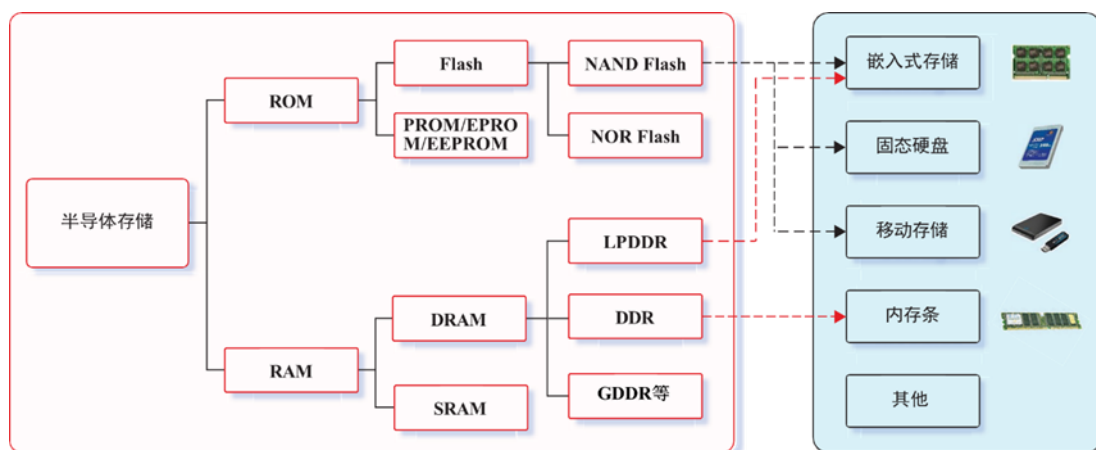 Flash
NAND Flash
嵌入式存储
ROM
PROM/EPRO
M/EEPROM
NOR Flash
固态硬盘
半导体存储
LPDDR
移动存储
DRAM
DDR
内存条
RAM
SRAM
GDDR等
其他